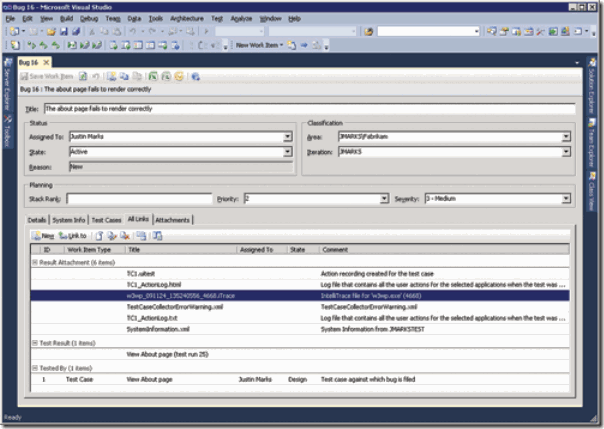 Bug 16 - Microsoft Visual Studio
File Edit View Build Debug Team Data Tools Architecture Test Analyze Window Help
New Work Item
Bug 16
Save Work Item
Bug 16 : The about page fails to render correctly
Title: The about page fails to render correctly
Status
Classification
Assigned To: Justin Marks
Area: JMARKS\Fabrikam
State: Active
Iteration: JMARKS
Reason: New
Planning
Stack Rank: Priority: 2 Severity: 3 - Medium
Details System Info Test Cases All Links Attachments
New Link to
ID Work Item Type Title Assigned To State Comment
Result Attachment (6 items)
TC1.uitest Action recording created for the test case
TC1_ActionLog.html Log file that contains all the user actions for the selected applications when the test was ...
w3wp_091124_135240556_4668.iTrace IntelliTrace file for 'w3wp.exe' (4668)
TestCaseCollectorErrorWarning.xml TestCaseCollectorErrorWarning.xml
TC1_ActionLog.txt Log file that contains all the user actions for the selected applications when the test was ...
SystemInformation.xml System Information from JMARKSTEST
Test Result (1 items)
View About page (test run 25)
Tested By (1 items)
1 Test Case View About page Justin Marks Design Test case against which bug is filed
Ready
Server Explorer
Toolbox
Solution Explorer
Team Explorer
Class View